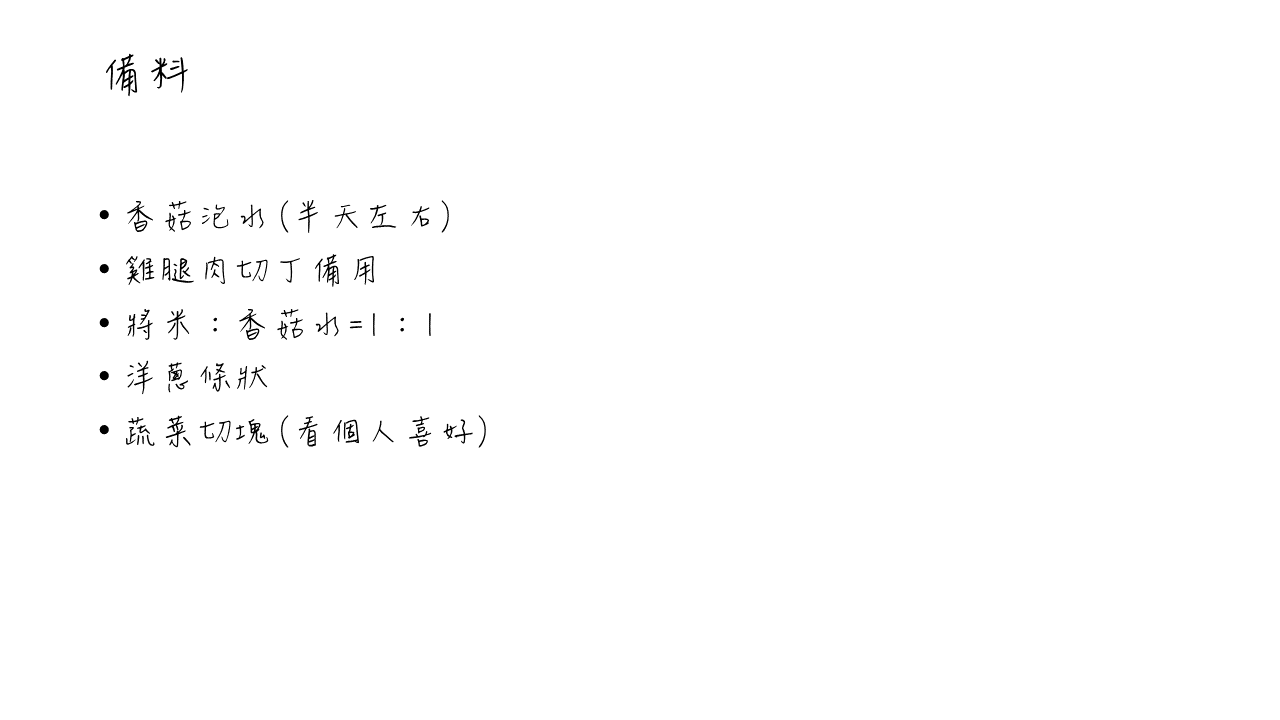 備料
• 香菇泡水(半天左右)
• 雞腿肉切丁備用
• 將米：香菇水=1：1
• 洋蔥條狀
• 蔬菜切塊(看個人喜好)